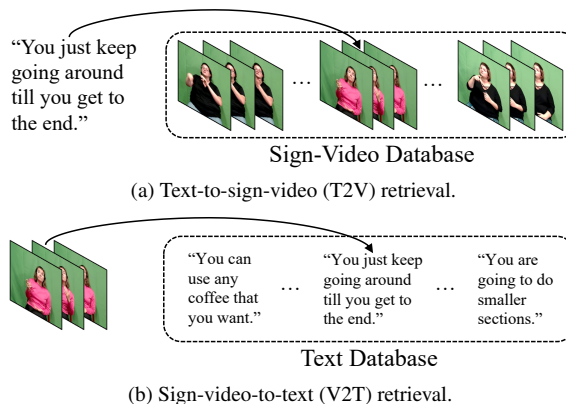 “You just keep
going around
till you get to
the end.”
...
...
Sign-Video Database
(a) Text-to-sign-video (T2V) retrieval.
“You can
use any
coffee that
you want.”
...
“You just keep
going around
till you get to
the end.”
...
“You are
going to do
smaller
sections.”
Text Database
(b) Sign-video-to-text (V2T) retrieval.